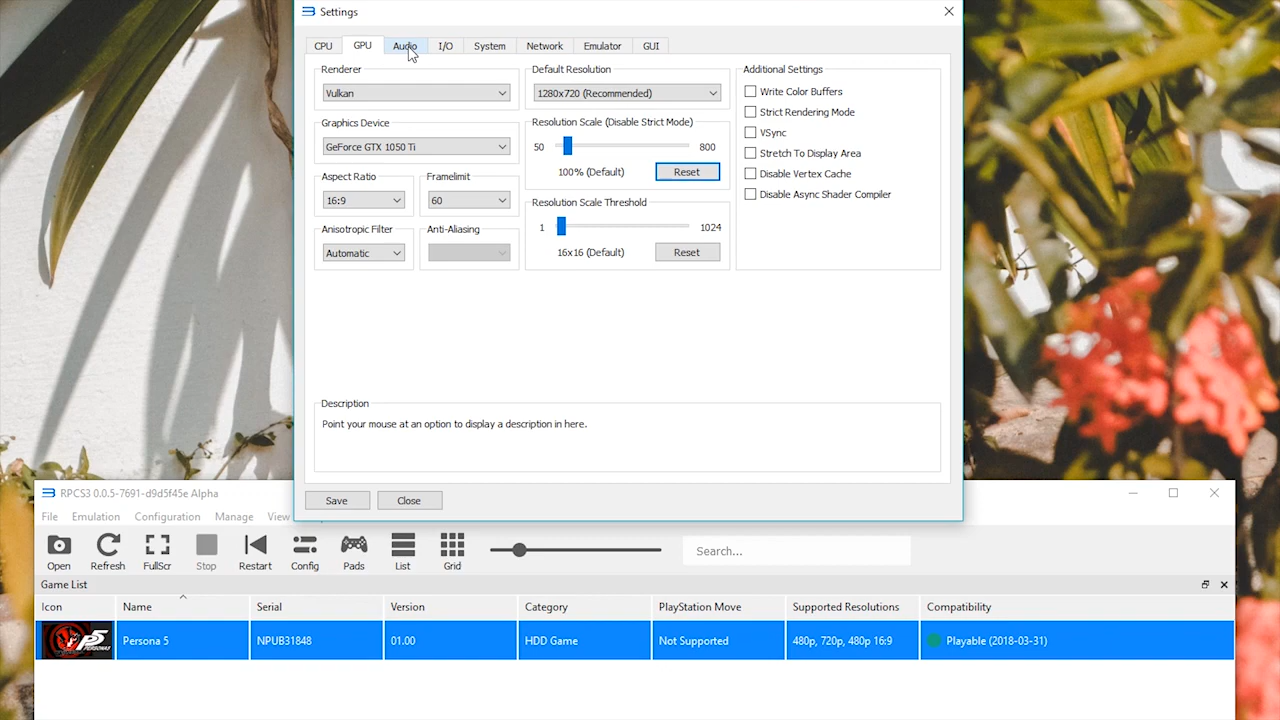 Settings
CPU GPU Audio I/O System Network Emulator GUI
Renderer
Vulkan
Default Resolution
1280x720 (Recommended)
Additional Settings
Write Color Buffers
Strict Rendering Mode
VSync
Stretch To Display Area
Disable Vertex Cache
Disable Async Shader Compiler
Graphics Device
GeForce GTX 1050 Ti
Resolution Scale (Disable Strict Mode)
50 800
100% (Default) Reset
Aspect Ratio
16:9
Framelimit
60
Resolution Scale Threshold
1 1024
16x16 (Default) Reset
Anisotropic Filter
Automatic
Anti-Aliasing
Description
Point your mouse at an option to display a description in here.
Save Close
RPCS3 0.0.5-7691-d9d5f45e Alpha
File Emulation Configuration Manage View
Open Refresh FullScr Stop Restart Config Pads List Grid
Search...
Game List
Icon Name Serial Version Category PlayStation Move Supported Resolutions Compatibility
Persona 5 NPUB31848 01.00 HDD Game Not Supported 480p, 720p, 480p 16:9 Playable (2018-03-31)